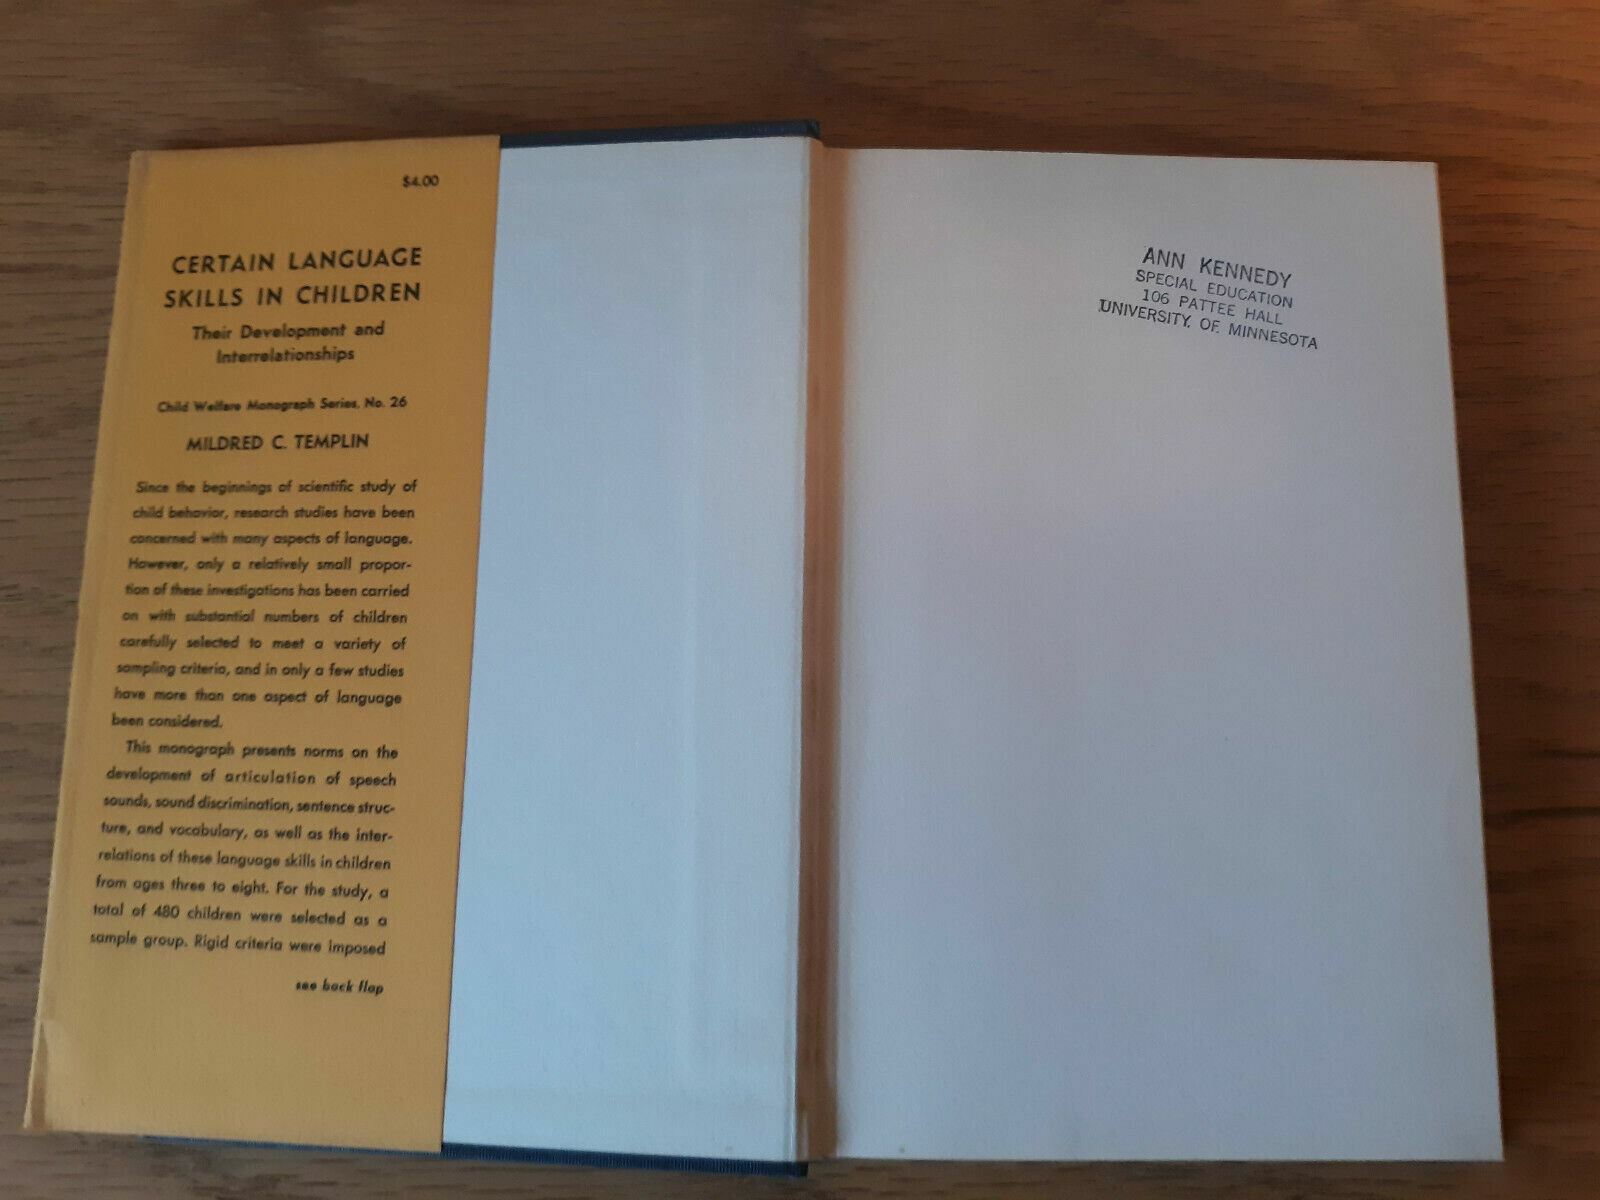 $4.00
CERTAIN LANGUAGE
SKILLS IN CHILDREN
Their Development and
Interrelationships
Child Welfare Monograph Series, No. 26
MILDRED C. TEMPLIN
Since the beginnings of scientific study of
child behavior, research studies have been
concerned with many aspects of language.
However, only a relatively small propor-
tion of these investigations has been carried
on with substantial numbers of children
carefully selected to meet a variety of
sampling criteria, and in only a few studies
have more than one aspect of language
been considered.
This monograph presents norms on the
development of articulation of speech
sounds, sound discrimination, sentence struc-
ture, and vocabulary, as well as the inter-
relations of these language skills in children
from ages three to eight. For the study, a
total of 480 children were selected as a
sample group. Rigid criteria were imposed
see back flap
ANN KENNEDY
SPECIAL EDUCATION
106 PATTEE HALL
UNIVERSITY. OF. MINNESOTA